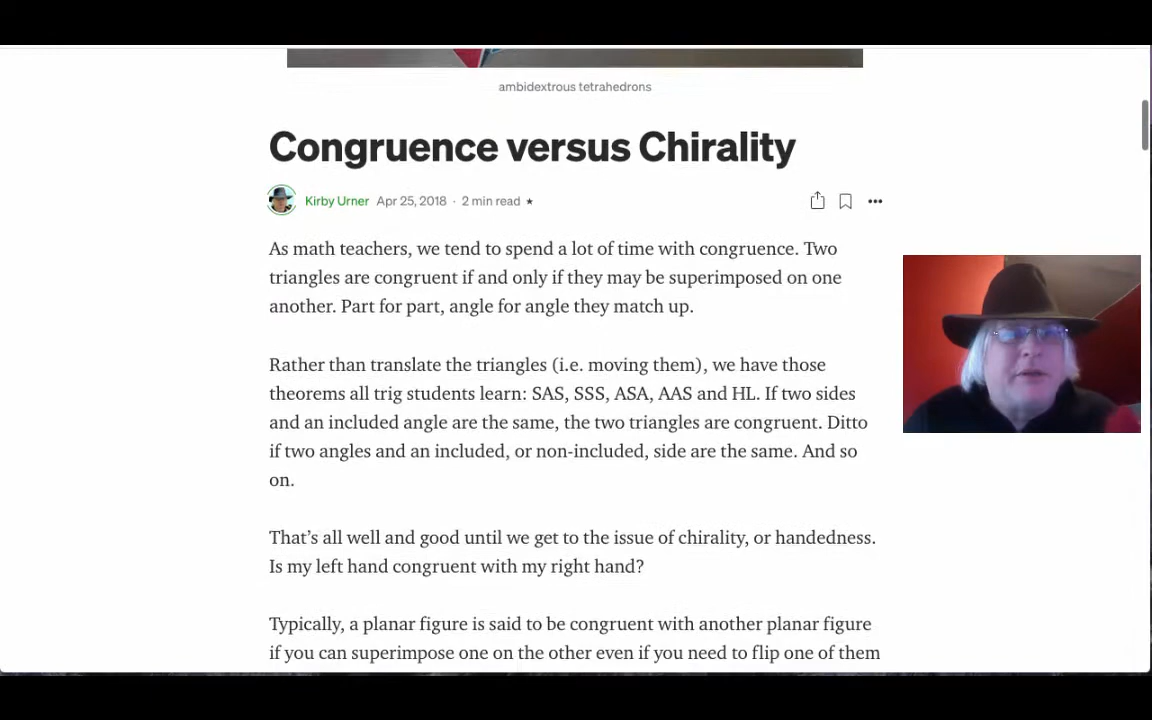 ambidextrous tetrahedrons
Congruence versus Chirality
Kirby Urner Apr 25, 2018 · 2 min read ★
As math teachers, we tend to spend a lot of time with congruence. Two
triangles are congruent if and only if they may be superimposed on one
another. Part for part, angle for angle they match up.
Rather than translate the triangles (i.e. moving them), we have those
theorems all trig students learn: SAS, SSS, ASA, AAS and HL. If two sides
and an included angle are the same, the two triangles are congruent. Ditto
if two angles and an included, or non-included, side are the same. And so
on.
That’s all well and good until we get to the issue of chirality, or handedness.
Is my left hand congruent with my right hand?
Typically, a planar figure is said to be congruent with another planar figure
if you can superimpose one on the other even if you need to flip one of them